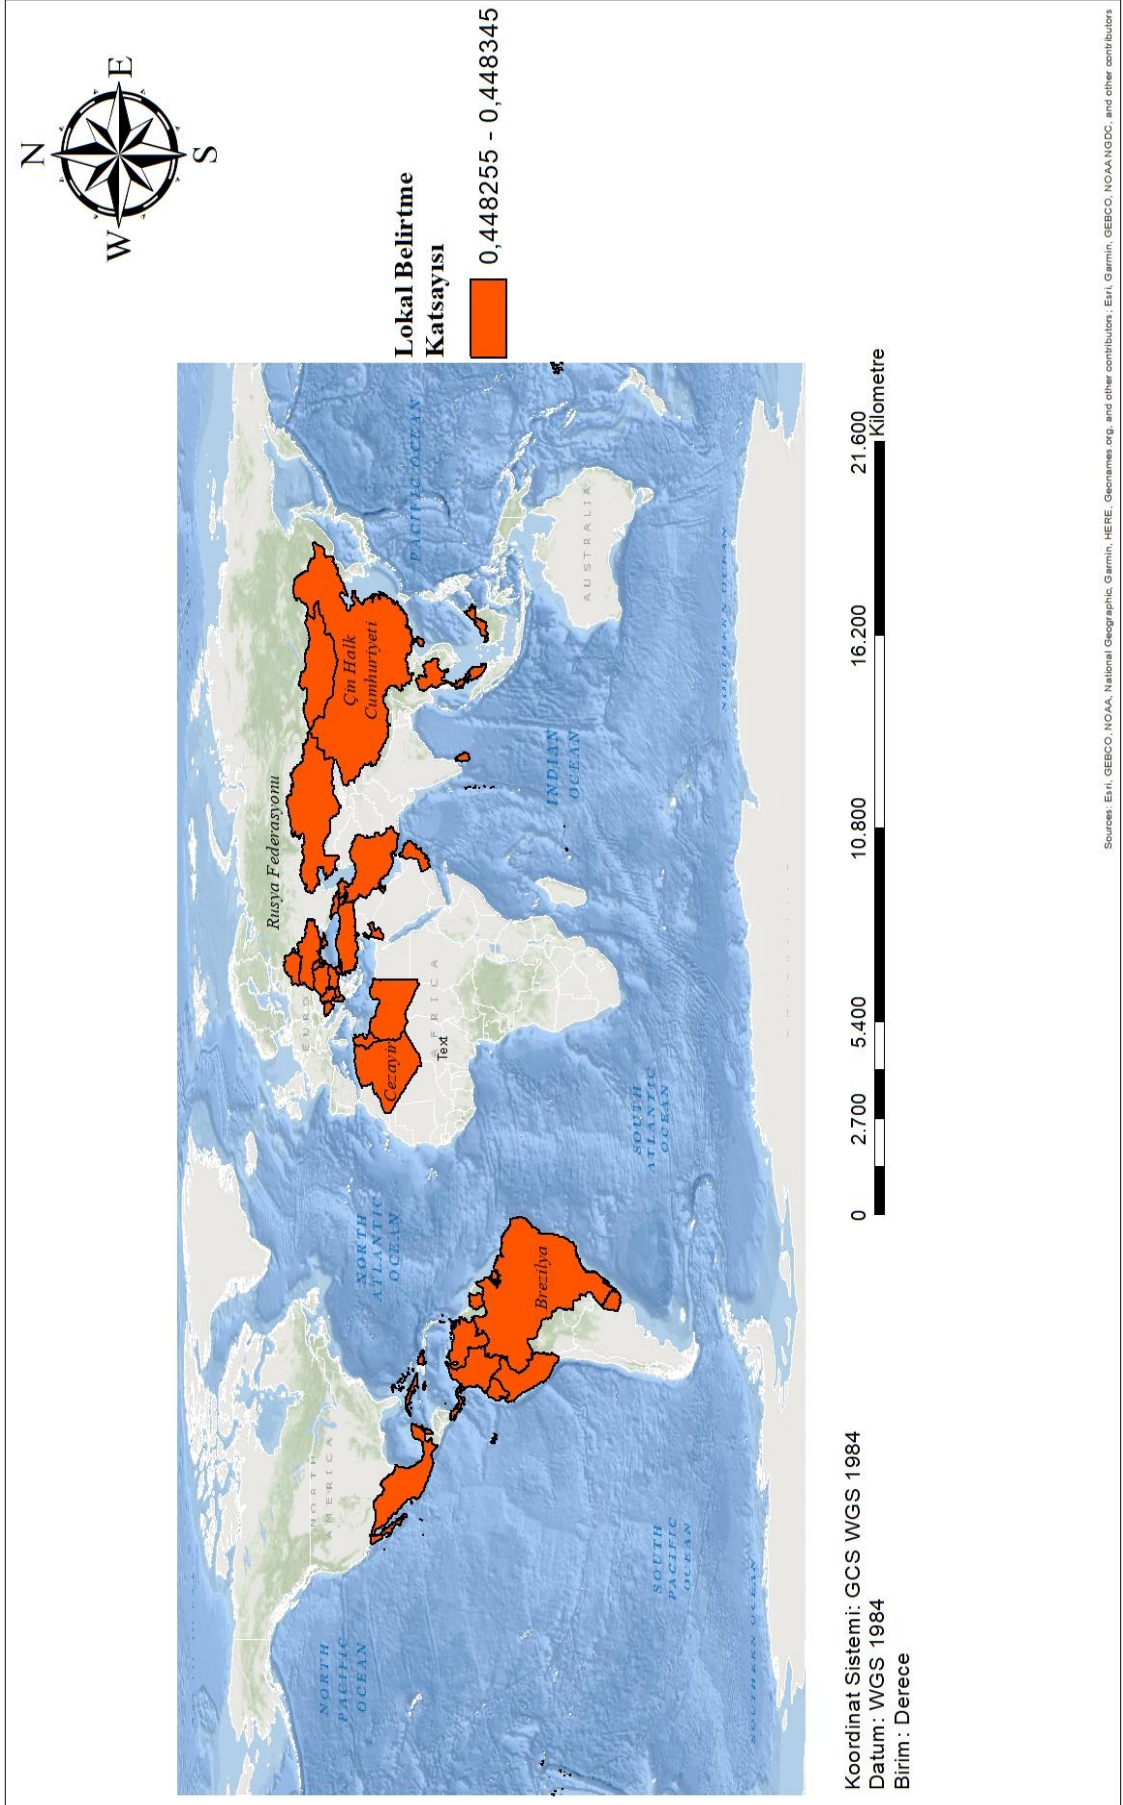 N
W
E
S
Lokal Belirtme
Katsayısı
0,448255 - 0,448345
Rusya Federasyonu
Çin Halk
Cumhuriyeti
Cezayir
Text
Brezilya
NORTH
AMERICA
EURO
AFRICA
AUSTRALIA
NORTH
PACIFIC
OCEAN
NORTH
ATLANTIC
OCEAN
PACIFIC OCEAN
INDIAN
OCEAN
SOUTH
ATLANTIC
OCEAN
SOUTH
PACIFIC
OCEAN
SOUTHERN OCEAN
SOUTHERN OCEAN
0 2.700 5.400 10.800 16.200 21.600
Kilometre
Koordinat Sistemi: GCS WGS 1984
Datum: WGS 1984
Birim: Derece
Sources: Esri, GEBCO, NOAA, National Geographic, Garmin, HERE, Geonames.org, and other contributors; Esri, Garmin, GEBCO, NOAA NGDC, and other contributors